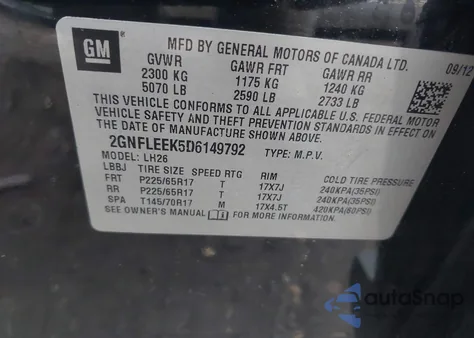 GM
MFD BY GENERAL MOTORS OF CANADA LTD.
09/12
GVWR GAWR FRT GAWR RR
2300 KG 1175 KG 1240 KG
5070 LB 2590 LB 2733 LB
THIS VEHICLE CONFORMS TO ALL APPLICABLE U.S. FEDERAL MOTOR
VEHICLE SAFETY AND THEFT PREVENTION STANDARDS IN EFFECT ON
THE DATE OF MANUFACTURE SHOWN ABOVE.
2GNFLEEK5D6149792 TYPE: M.P.V.
MODEL: LH26
LBBJ TIRE SIZE SPEED RTG RIM COLD TIRE PRESSURE
FRT P225/65R17 T 17X7J 240KPA(35PSI)
RR P225/65R17 T 17X7J 240KPA(35PSI)
SPA T145/70R17 M 17X4.5T 420KPA(60PSI)
SEE OWNER'S MANUAL FOR MORE INFORMATION.
autoSnap